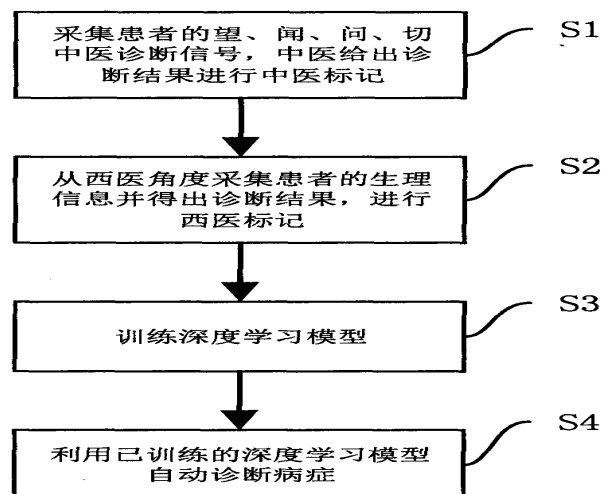 采集患者的望、闻、问、切
中医诊断信号，中医给出诊
断结果进行中医标记
S1
从西医角度采集患者的生理
信息并得出诊断结果，进行
西医标记
S2
训练深度学习模型
S3
利用已训练的深度学习模型
自动诊断病症
S4